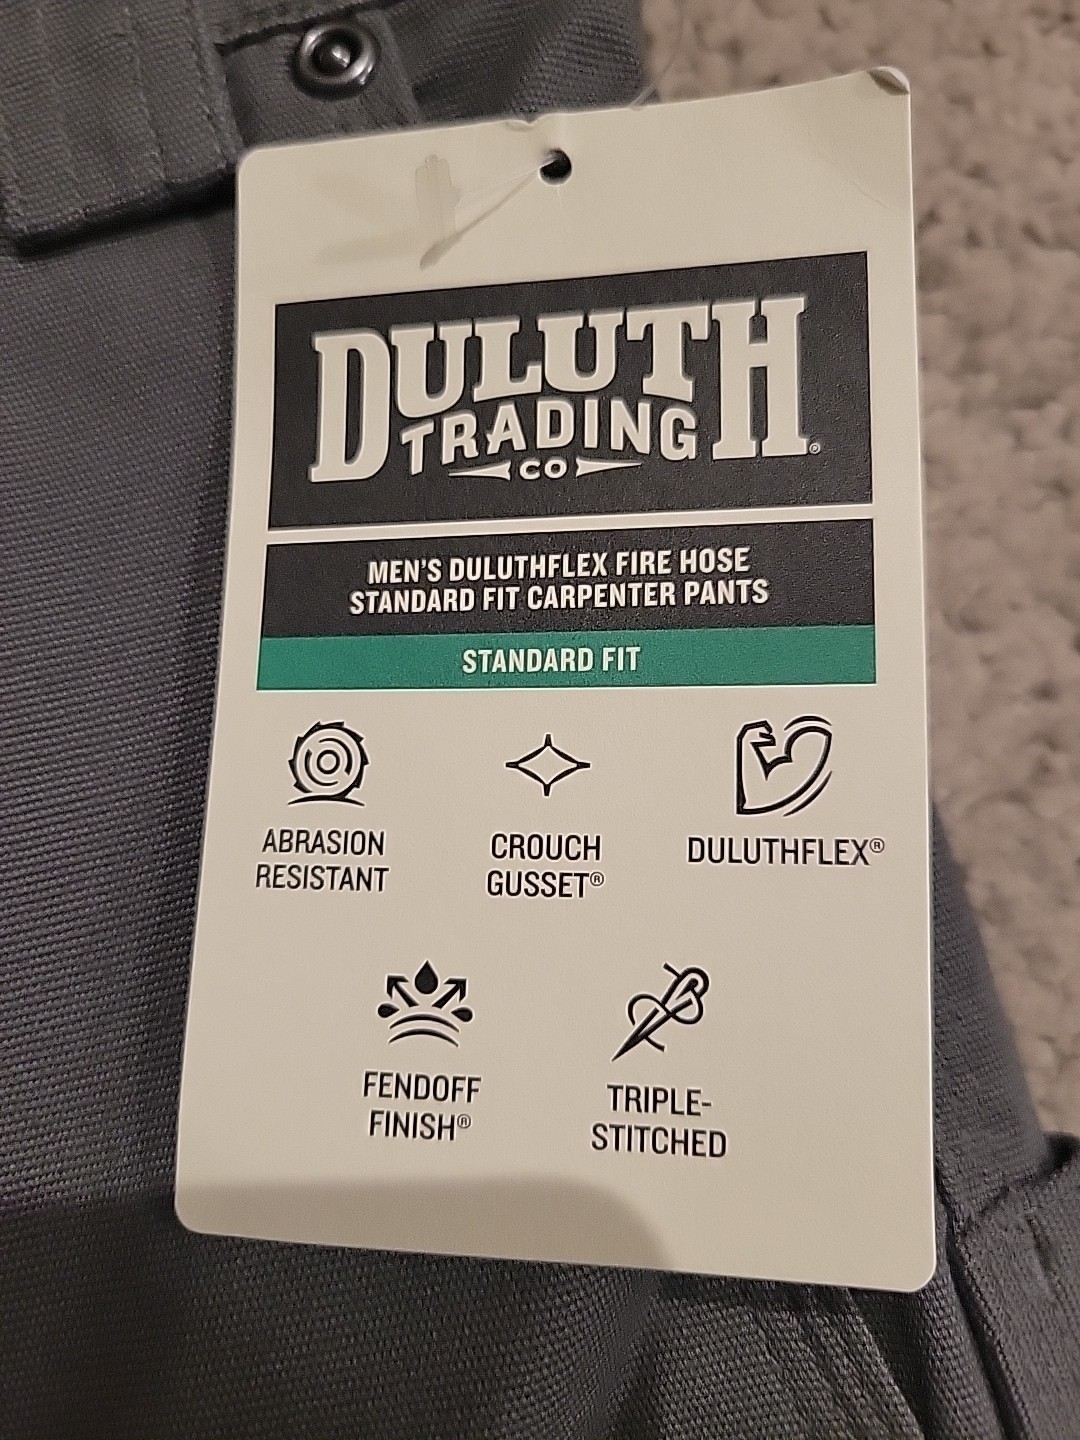 DULUTH®
TRADING
CO
MEN'S DULUTHFLEX FIRE HOSE
STANDARD FIT CARPENTER PANTS
STANDARD FIT
ABRASION
RESISTANT
CROUCH
GUSSET®
DULUTHFLEX®
FENDOFF
FINISH®
TRIPLE-
STITCHED